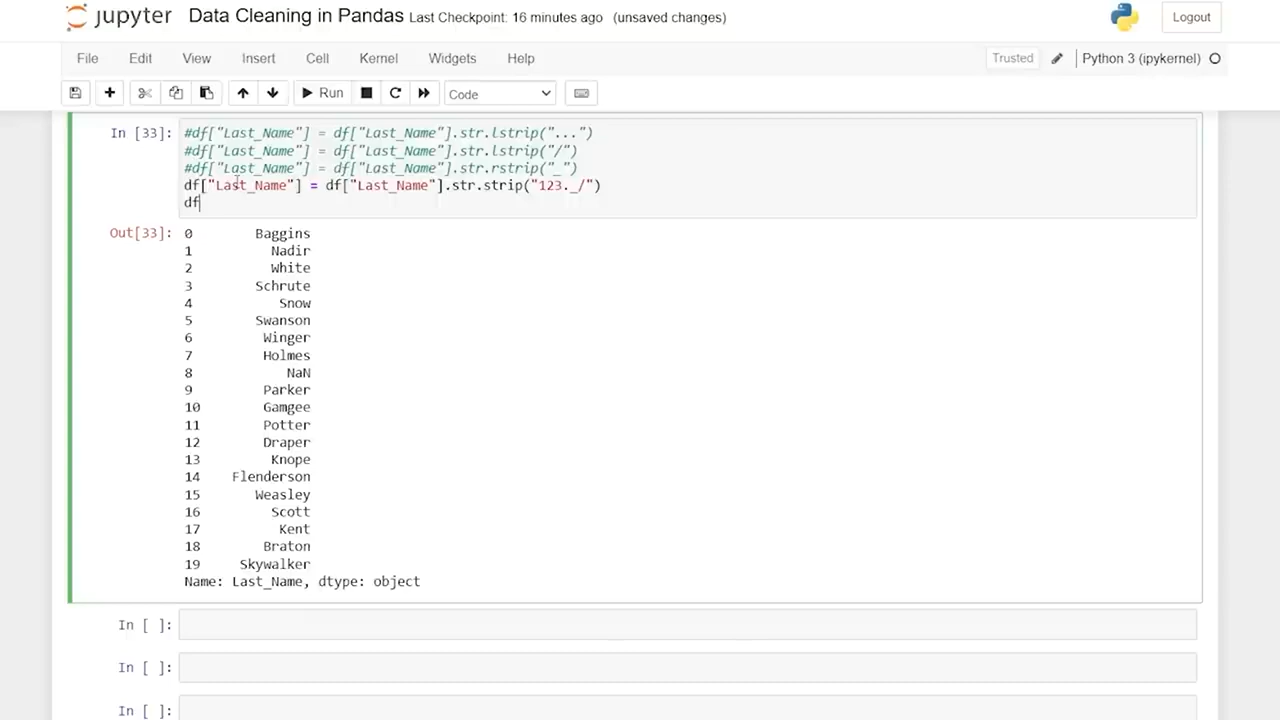 jupyter Data Cleaning in Pandas Last Checkpoint: 16 minutes ago (unsaved changes) Logout
File Edit View Insert Cell Kernel Widgets Help Trusted Python 3 (ipykernel)
Run Code
In [33]: #df["Last_Name"] = df["Last_Name"].str.lstrip("...")
#df["Last_Name"] = df["Last_Name"].str.lstrip("/")
#df["Last_Name"] = df["Last_Name"].str.rstrip("_")
df["Last_Name"] = df["Last_Name"].str.strip("123._/")
df
Out[33]: 0 Baggins
1 Nadir
2 White
3 Schrute
4 Snow
5 Swanson
6 Winger
7 Holmes
8 NaN
9 Parker
10 Gamgee
11 Potter
12 Draper
13 Knope
14 Flenderson
15 Weasley
16 Scott
17 Kent
18 Braton
19 Skywalker
Name: Last_Name, dtype: object
In [ ]:
In [ ]:
In [ ]: